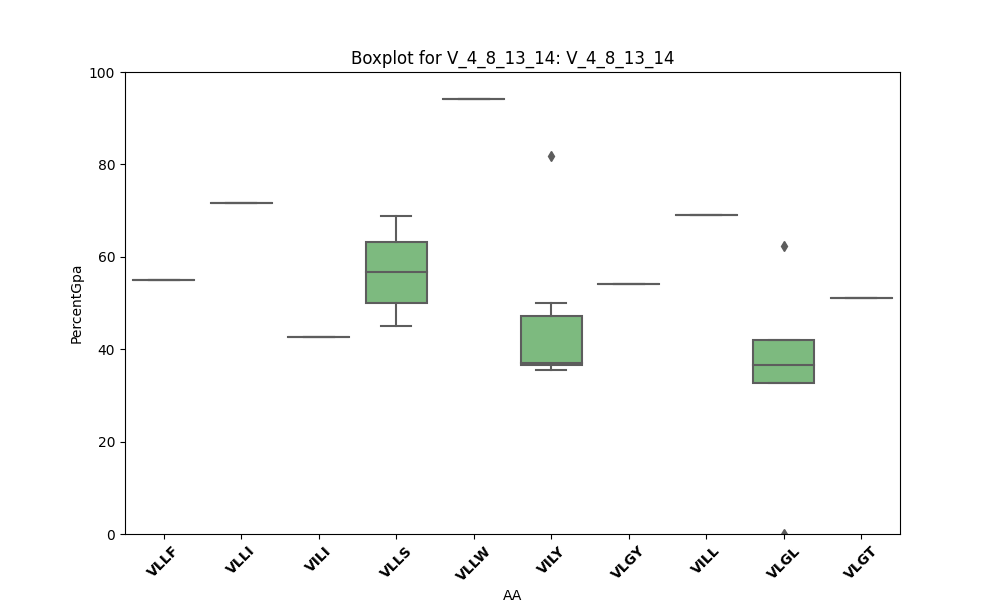 Boxplot for V_4_8_13_14: V_4_8_13_14
100
80
60
40
20
0
PercentGpa
VLLF VLLI VILI VLLS VLLW VILY VLGY VILL VLGL VLGT
AA